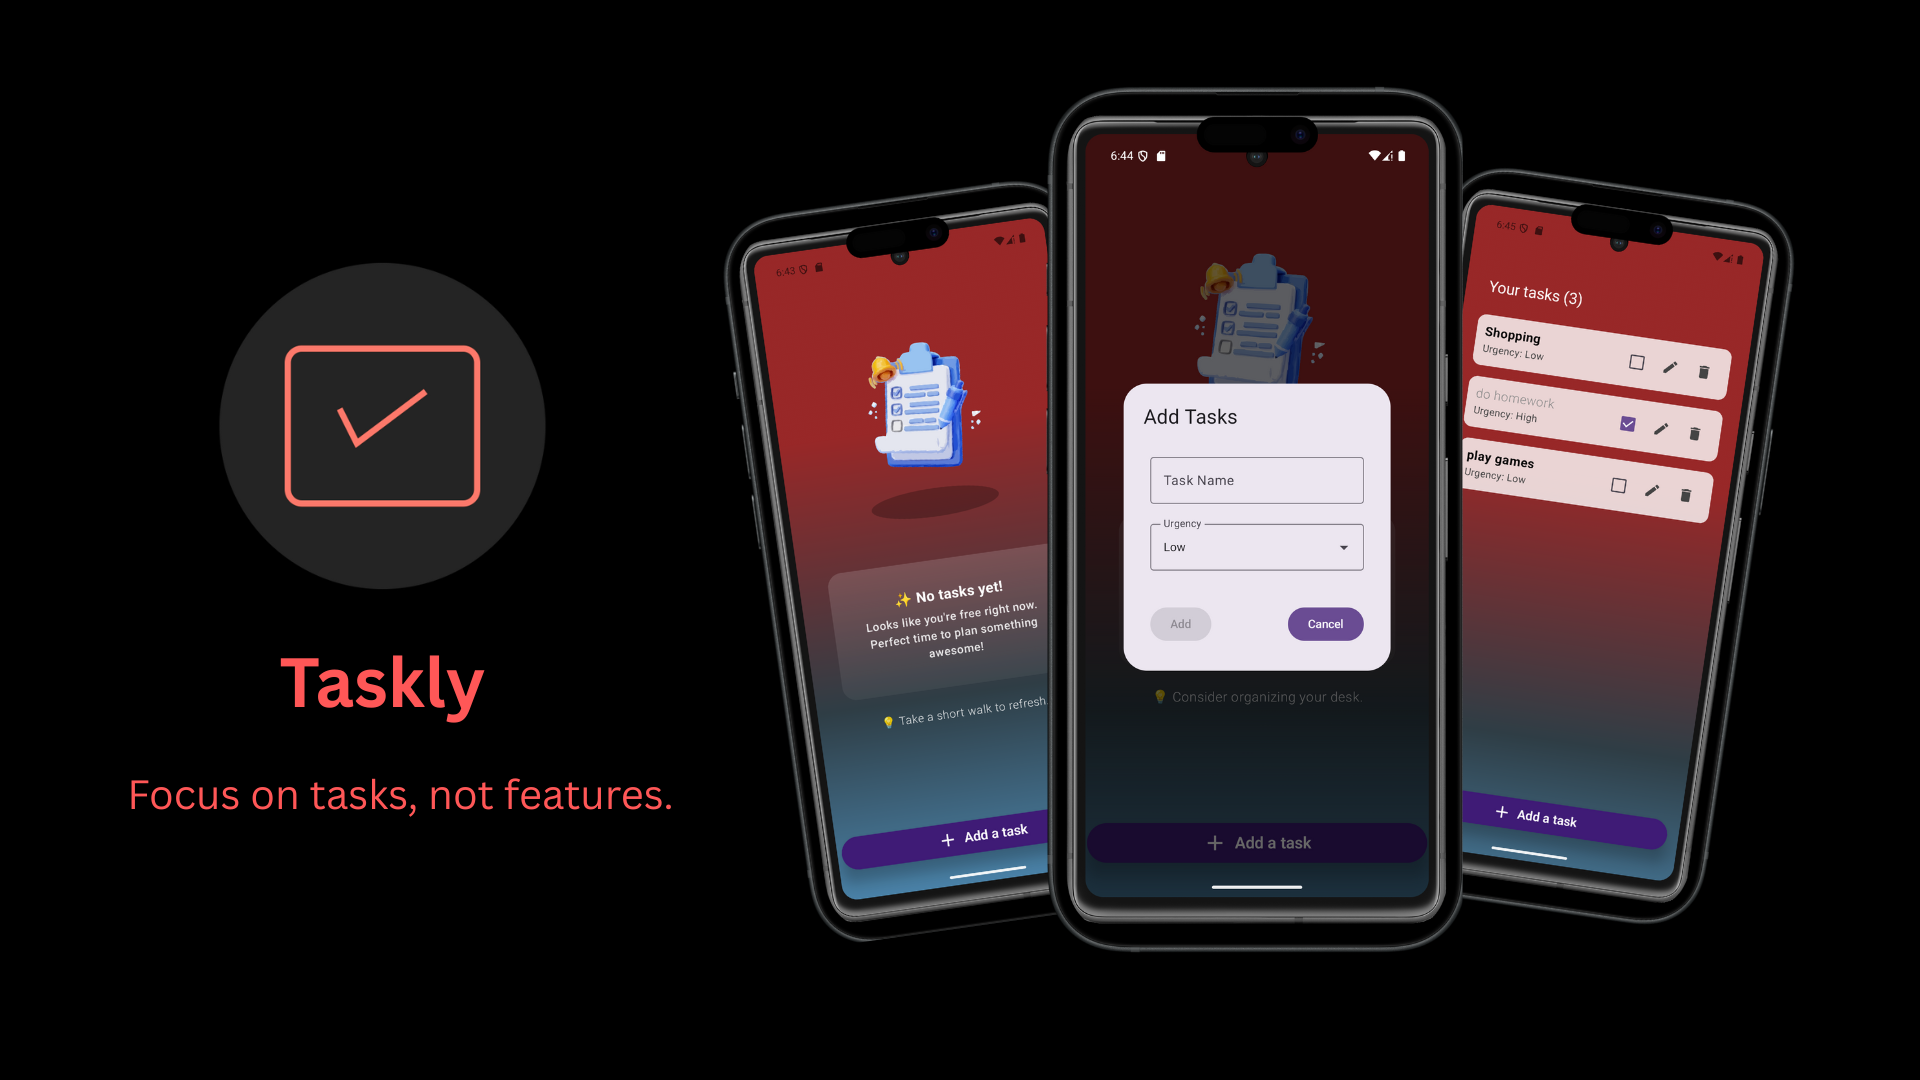 Taskly
Focus on tasks, not features.
6:43
✨ No tasks yet!
Looks like you're free right now.
Perfect time to plan something
awesome!
💡 Take a short walk to refresh.
+ Add a task
6:44
Add Tasks
Task Name
Urgency
Low
Add
Cancel
💡 Consider organizing your desk.
+ Add a task
6:45
Your tasks (3)
Shopping
Urgency: Low
do homework
Urgency: High
play games
Urgency: Low
+ Add a task